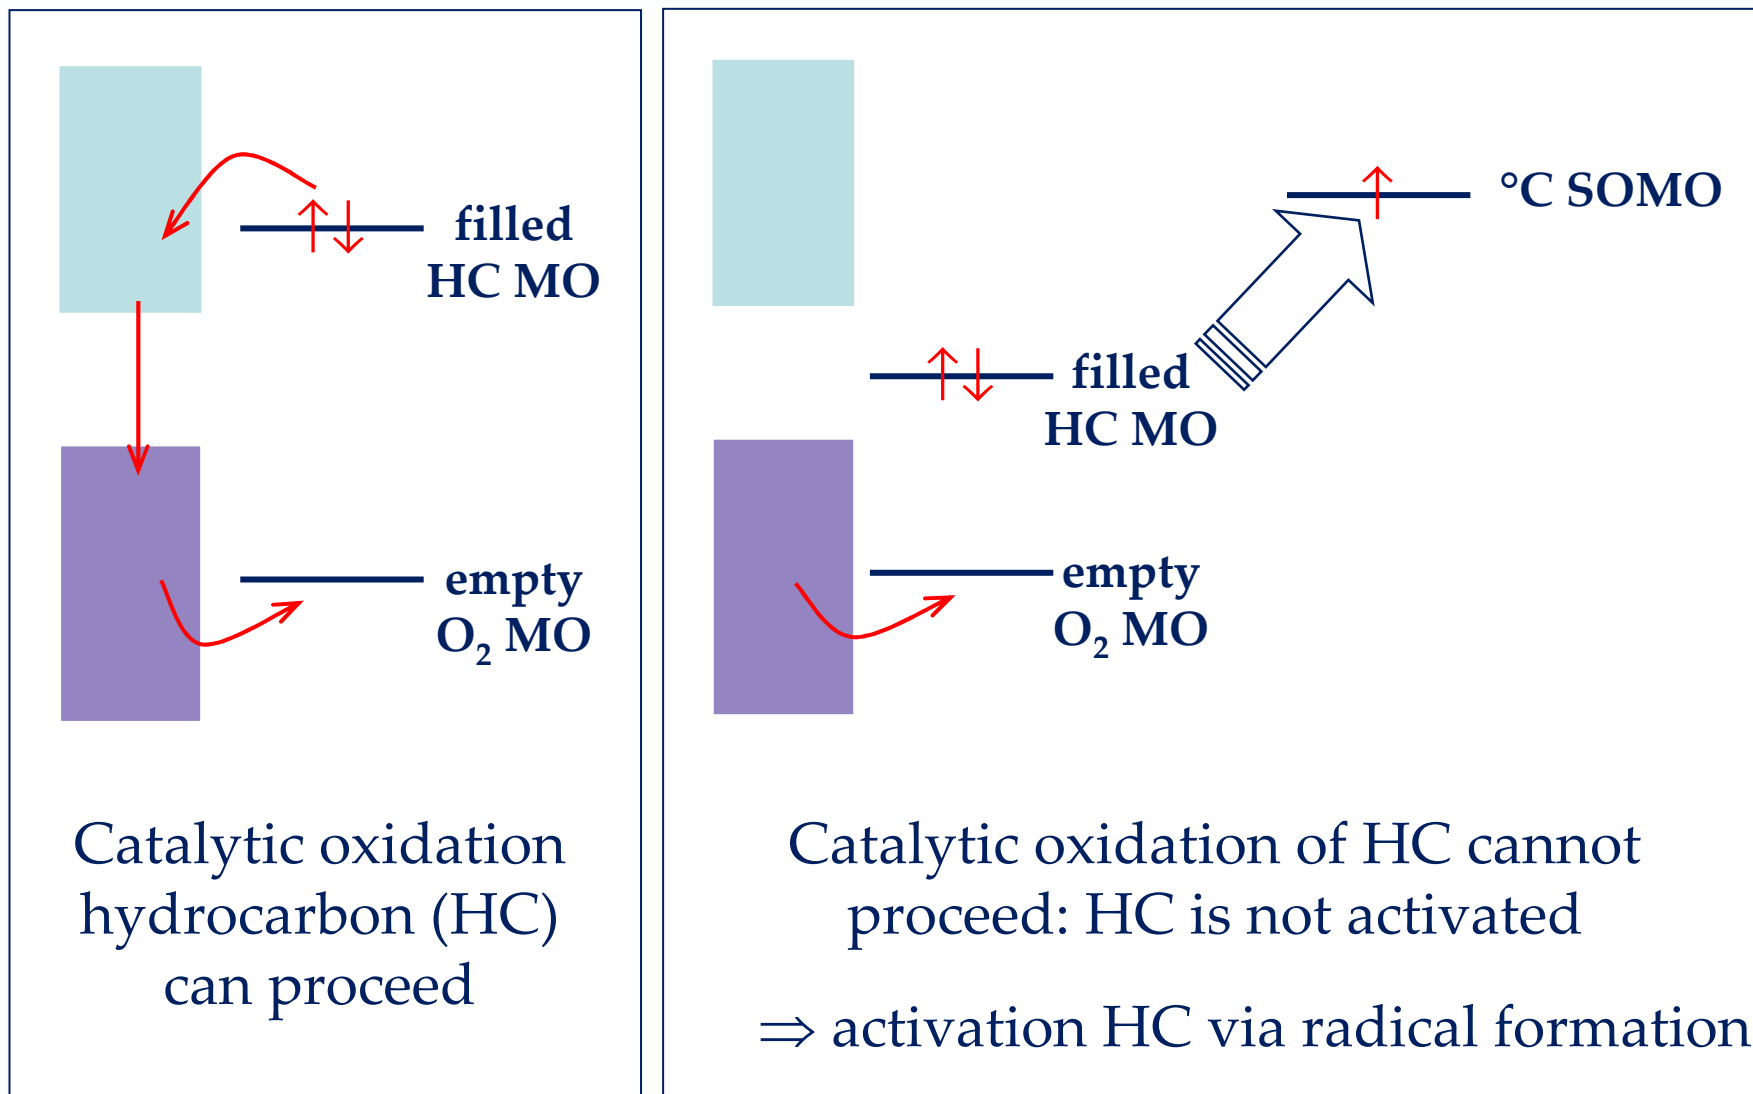 filled
HC MO
empty
O₂ MO
Catalytic oxidation
hydrocarbon (HC)
can proceed
°C SOMO
filled
HC MO
empty
O₂ MO
Catalytic oxidation of HC cannot
proceed: HC is not activated
⇒ activation HC via radical formation